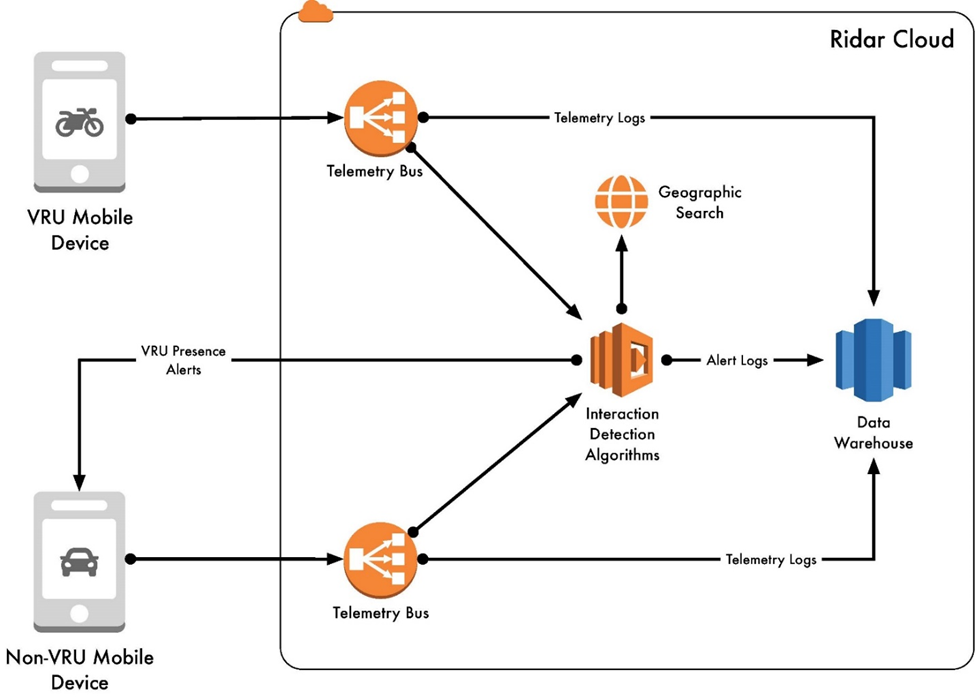 Ridar Cloud
Telemetry Logs
Telemetry Bus
Geographic
Search
VRU Mobile
Device
VRU Presence
Alerts
Alert Logs
Interaction
Detection
Algorithms
Data
Warehouse
Telemetry Logs
Telemetry Bus
Non-VRU Mobile
Device